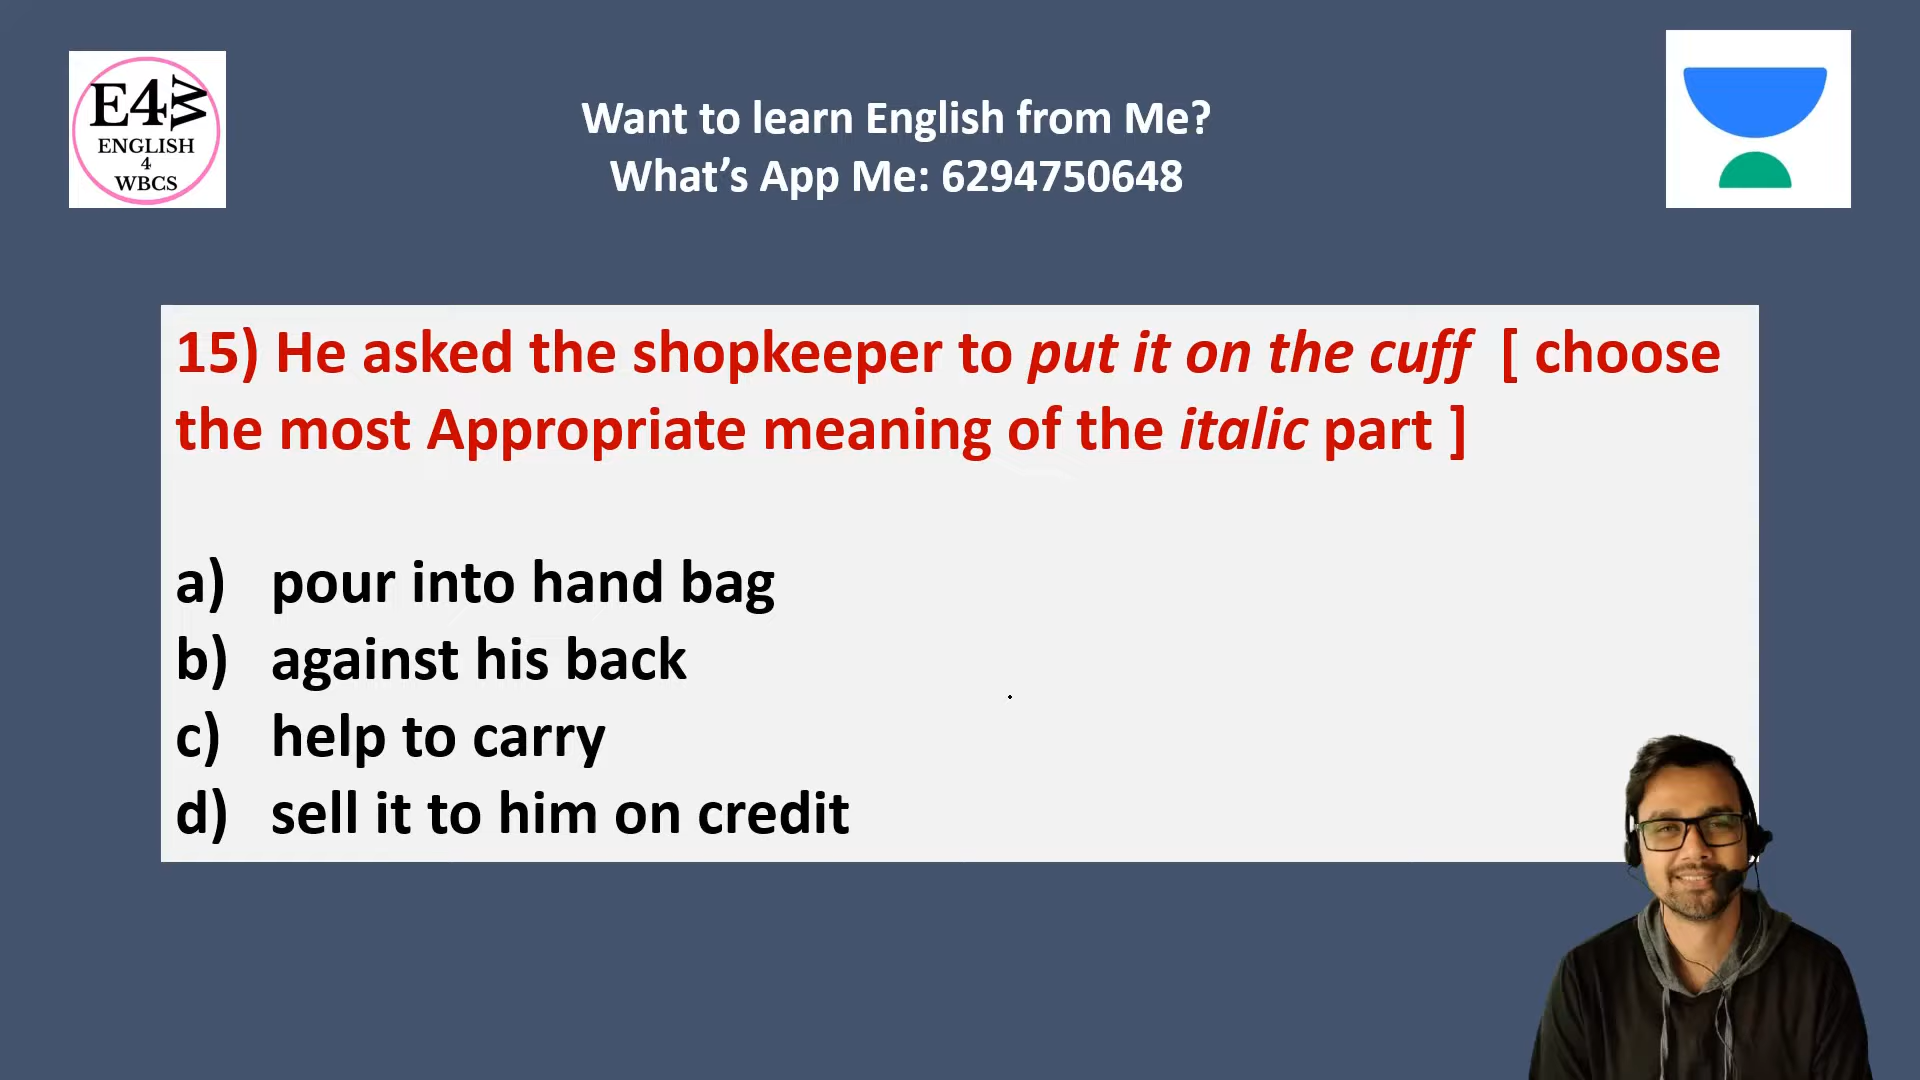 E4W
ENGLISH
4
WBCS
Want to learn English from Me?
What’s App Me: 6294750648
15) He asked the shopkeeper to put it on the cuff [ choose
the most Appropriate meaning of the italic part ]
a) pour into hand bag
b) against his back
c) help to carry
d) sell it to him on credit